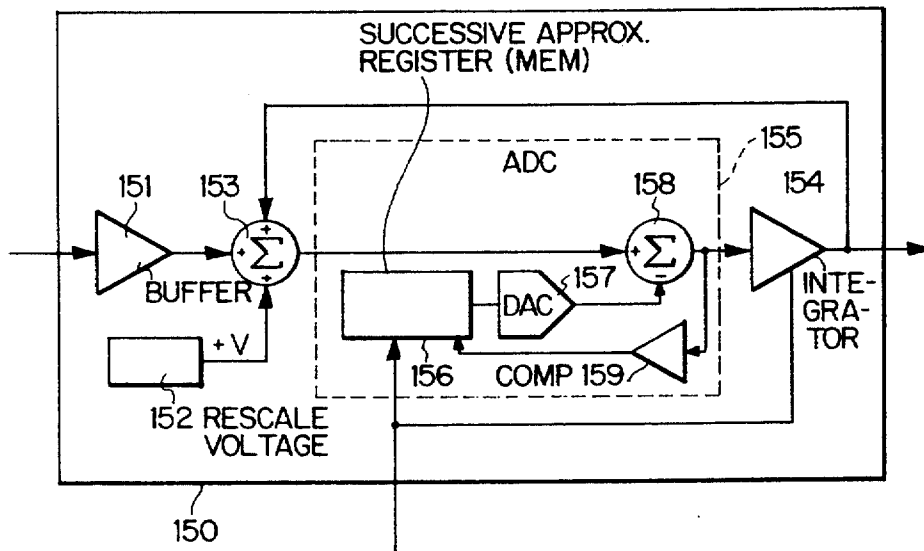 SUCCESSIVE APPROX.
REGISTER (MEM)
ADC
155
151
153
158
154
+
+ Σ
+
+ Σ
−
BUFFER
157
DAC
INTE-
GRA-
TOR
+V
156
COMP 159
152 RESCALE
VOLTAGE
150